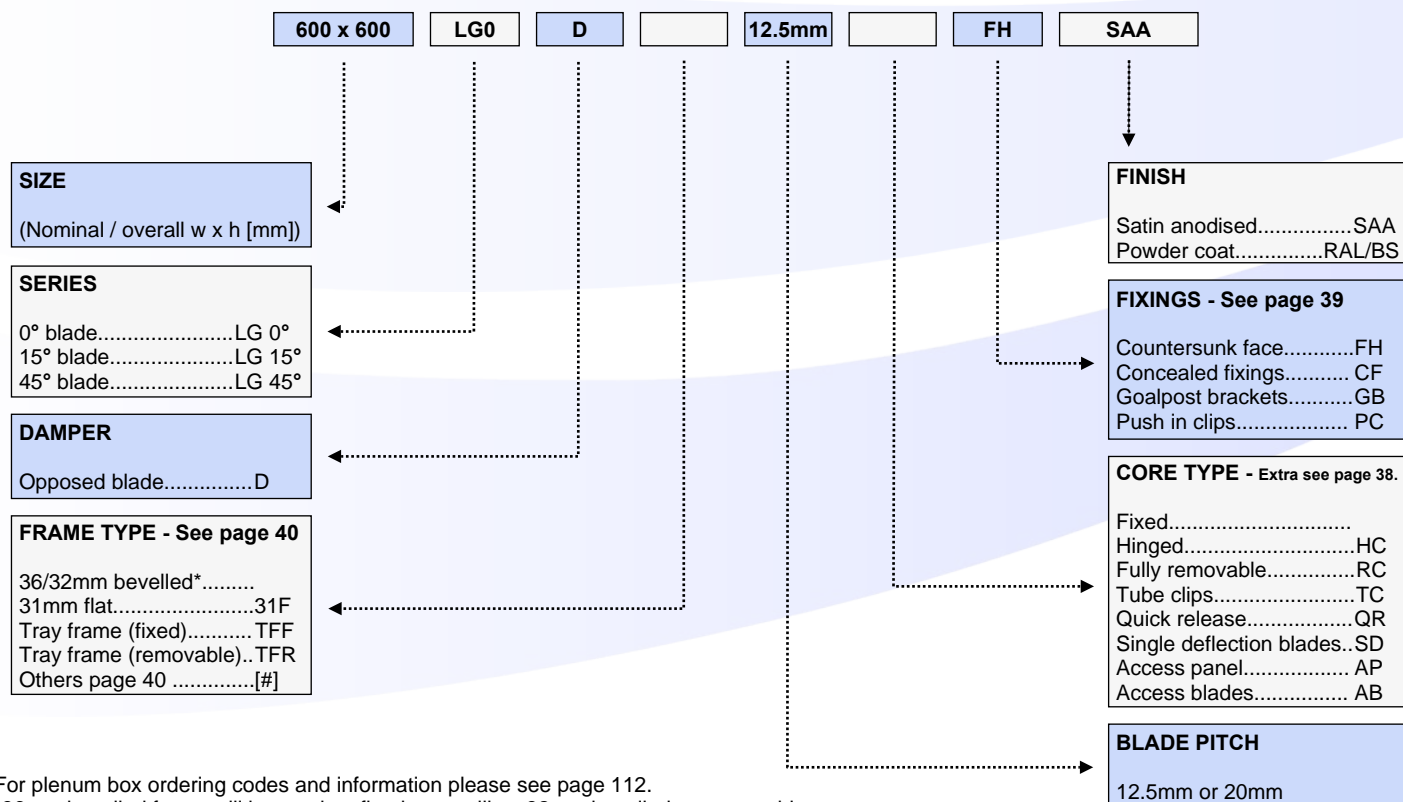 600 x 600 LG0 D 12.5mm FH SAA
SIZE
(Nominal / overall w x h [mm])
SERIES
0° blade.......................LG 0°
15° blade.....................LG 15°
45° blade.....................LG 45°
DAMPER
Opposed blade...............D
FRAME TYPE - See page 40
36/32mm bevelled*.........
31mm flat........................31F
Tray frame (fixed)........... TFF
Tray frame (removable)..TFR
Others page 40 ..............[#]
FINISH
Satin anodised................SAA
Powder coat...............RAL/BS
FIXINGS - See page 39
Countersunk face............FH
Concealed fixings........... CF
Goalpost brackets...........GB
Push in clips................... PC
CORE TYPE - Extra see page 38.
Fixed..............................
Hinged.............................HC
Fully removable...............RC
Tube clips........................TC
Quick release..................QR
Single deflection blades..SD
Access panel.................. AP
Access blades................ AB
BLADE PITCH
12.5mm or 20mm
For plenum box ordering codes and information please see page 112.